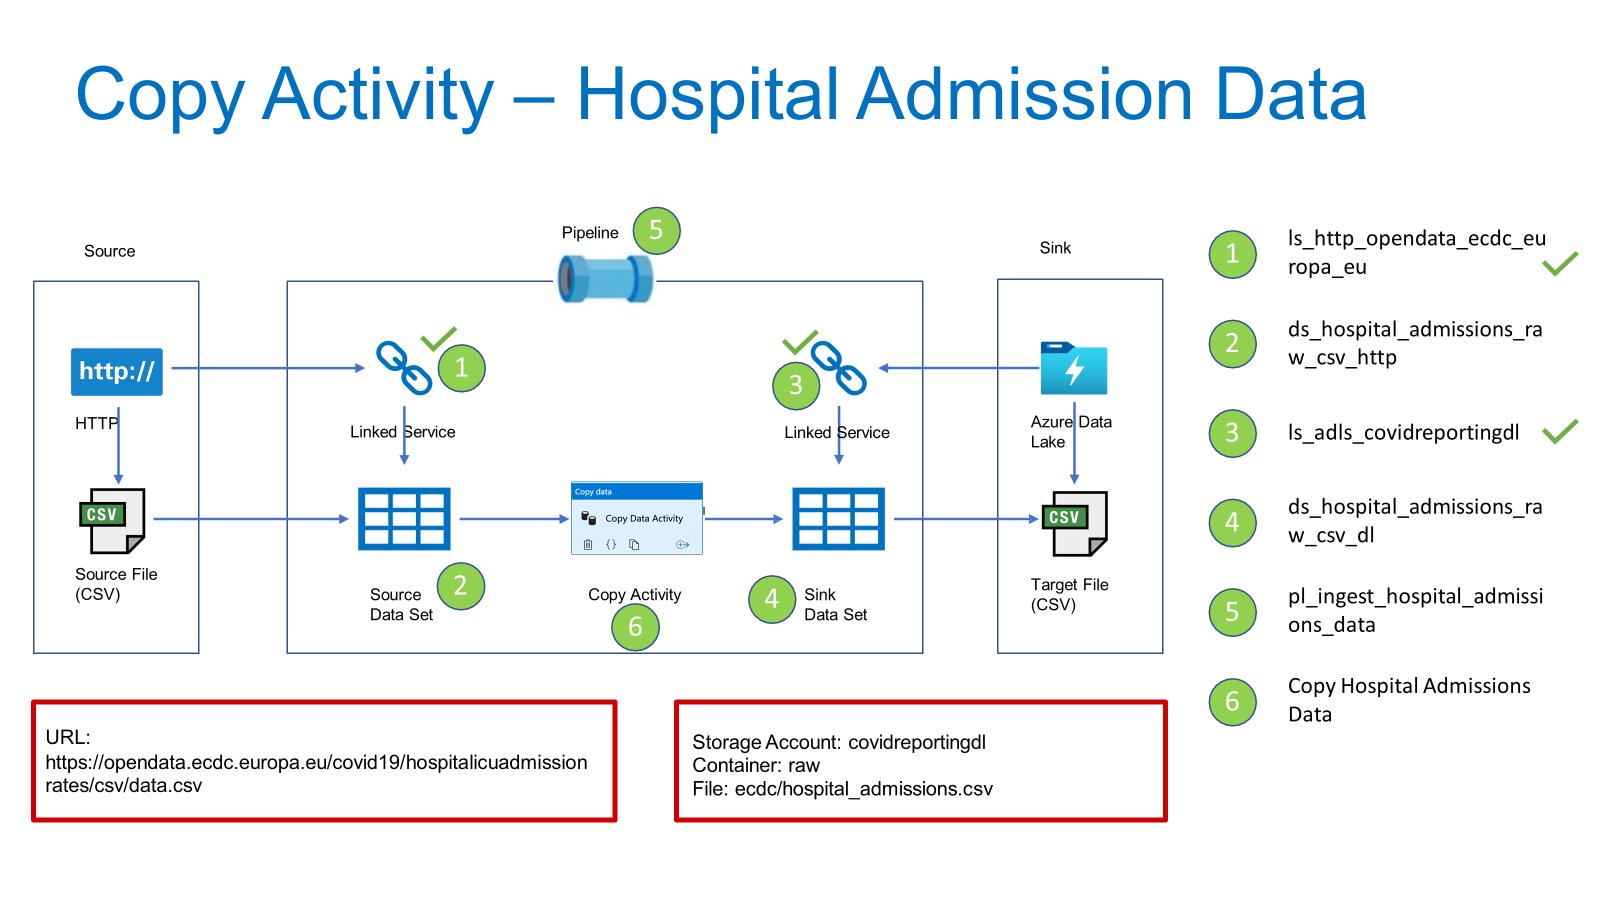 Copy Activity – Hospital Admission Data
Source
Pipeline
5
Sink
http://
HTTP
CSV
Source File
(CSV)
1
Linked Service
3
Linked Service
Source
Data Set
2
Copy data
Copy Data Activity
{}
Copy Activity
6
4
Sink
Data Set
Azure Data
Lake
CSV
Target File
(CSV)
1
ls_http_opendata_ecdc_eu
ropa_eu
2
ds_hospital_admissions_ra
w_csv_http
3
ls_adls_covidreportingdl
4
ds_hospital_admissions_ra
w_csv_dl
5
pl_ingest_hospital_admissi
ons_data
6
Copy Hospital Admissions
Data
URL:
https://opendata.ecdc.europa.eu/covid19/hospitalicuadmission
rates/csv/data.csv
Storage Account: covidreportingdl
Container: raw
File: ecdc/hospital_admissions.csv